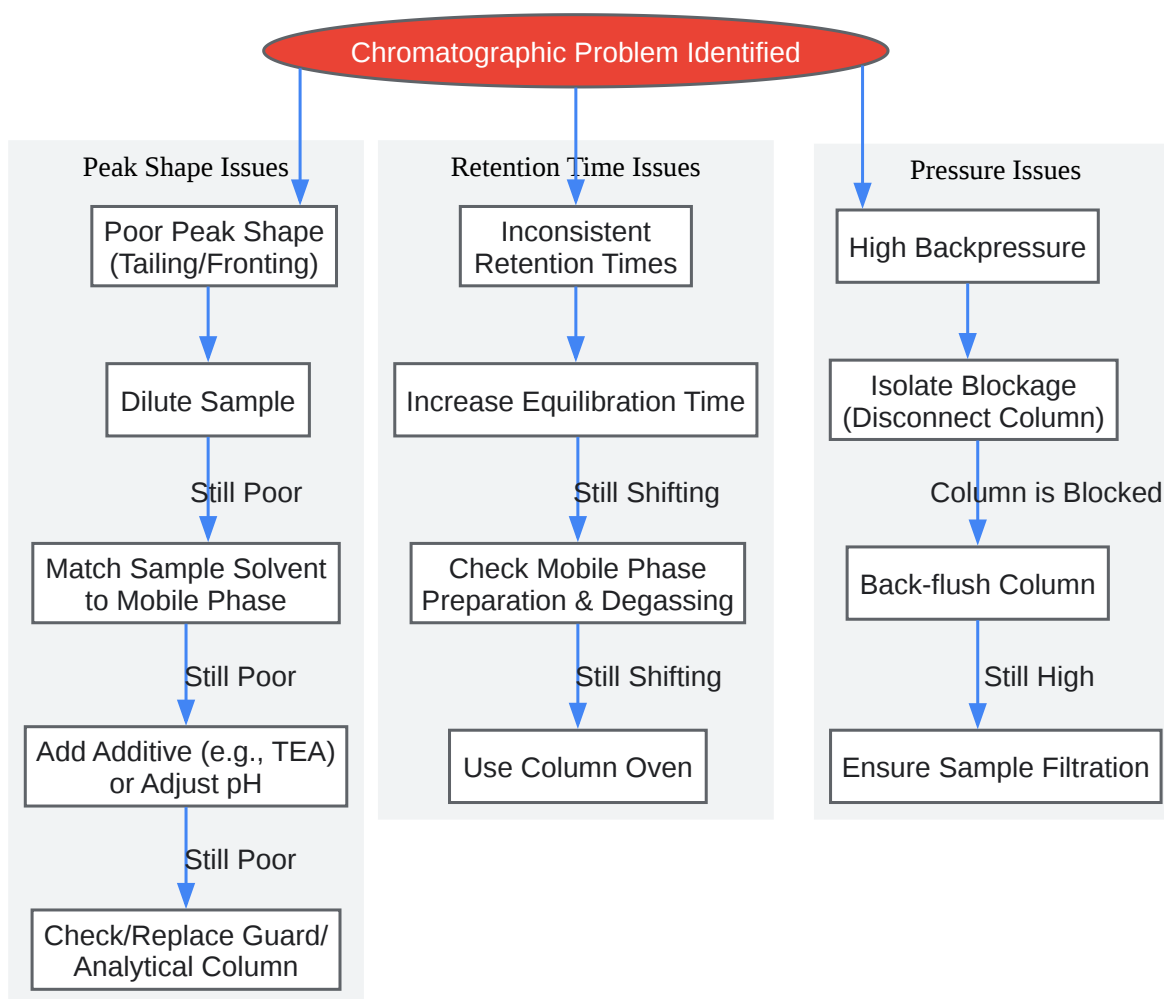 Chromatographic Problem Identified
Peak Shape Issues
Poor Peak Shape
(Tailing/Fronting)
Dilute Sample
Still Poor
Match Sample Solvent
to Mobile Phase
Still Poor
Add Additive (e.g., TEA)
or Adjust pH
Still Poor
Check/Replace Guard/
Analytical Column
Retention Time Issues
Inconsistent
Retention Times
Increase Equilibration Time
Still Shifting
Check Mobile Phase
Preparation & Degassing
Still Shifting
Use Column Oven
Pressure Issues
High Backpressure
Isolate Blockage
(Disconnect Column)
Column is Blocked
Back-flush Column
Still High
Ensure Sample Filtration